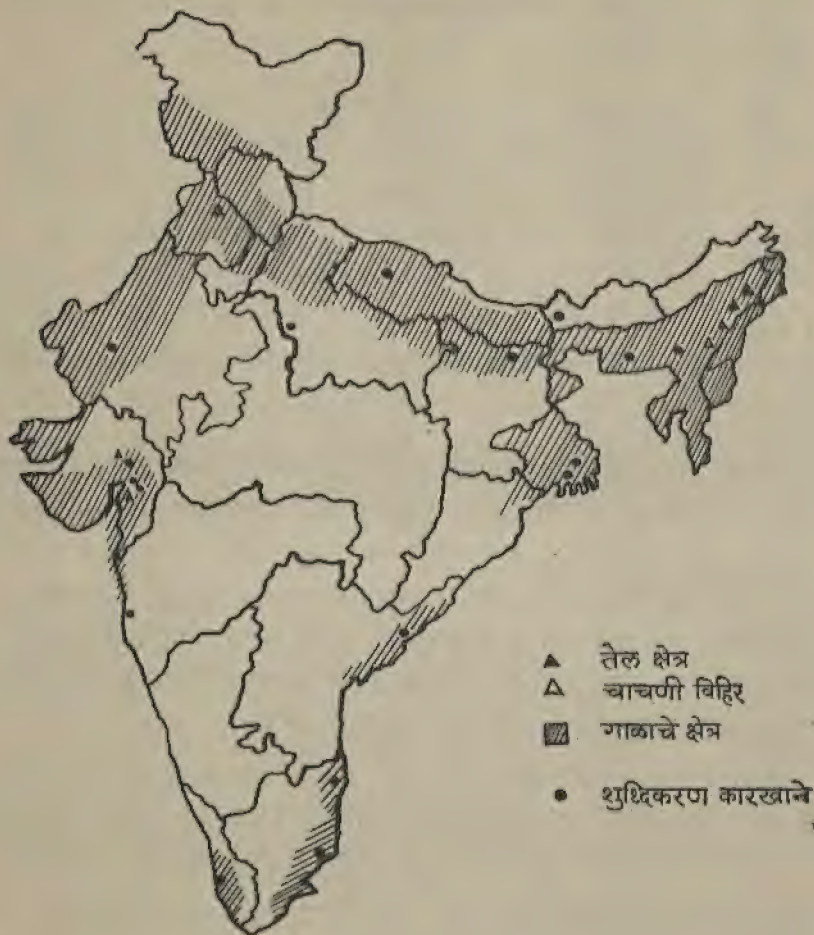 तेल क्षेत्र
चाचणी विहिर
गाळाचे क्षेत्र
शुध्दिकरण कारखाने